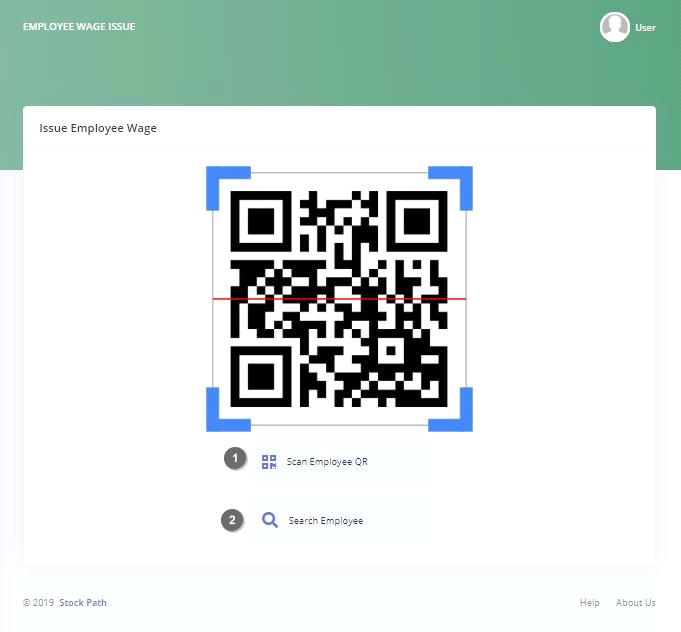 EMPLOYEE WAGE ISSUE
User
Issue Employee Wage
1
Scan Employee QR
2
Search Employee
© 2019 Stock Path
Help About Us